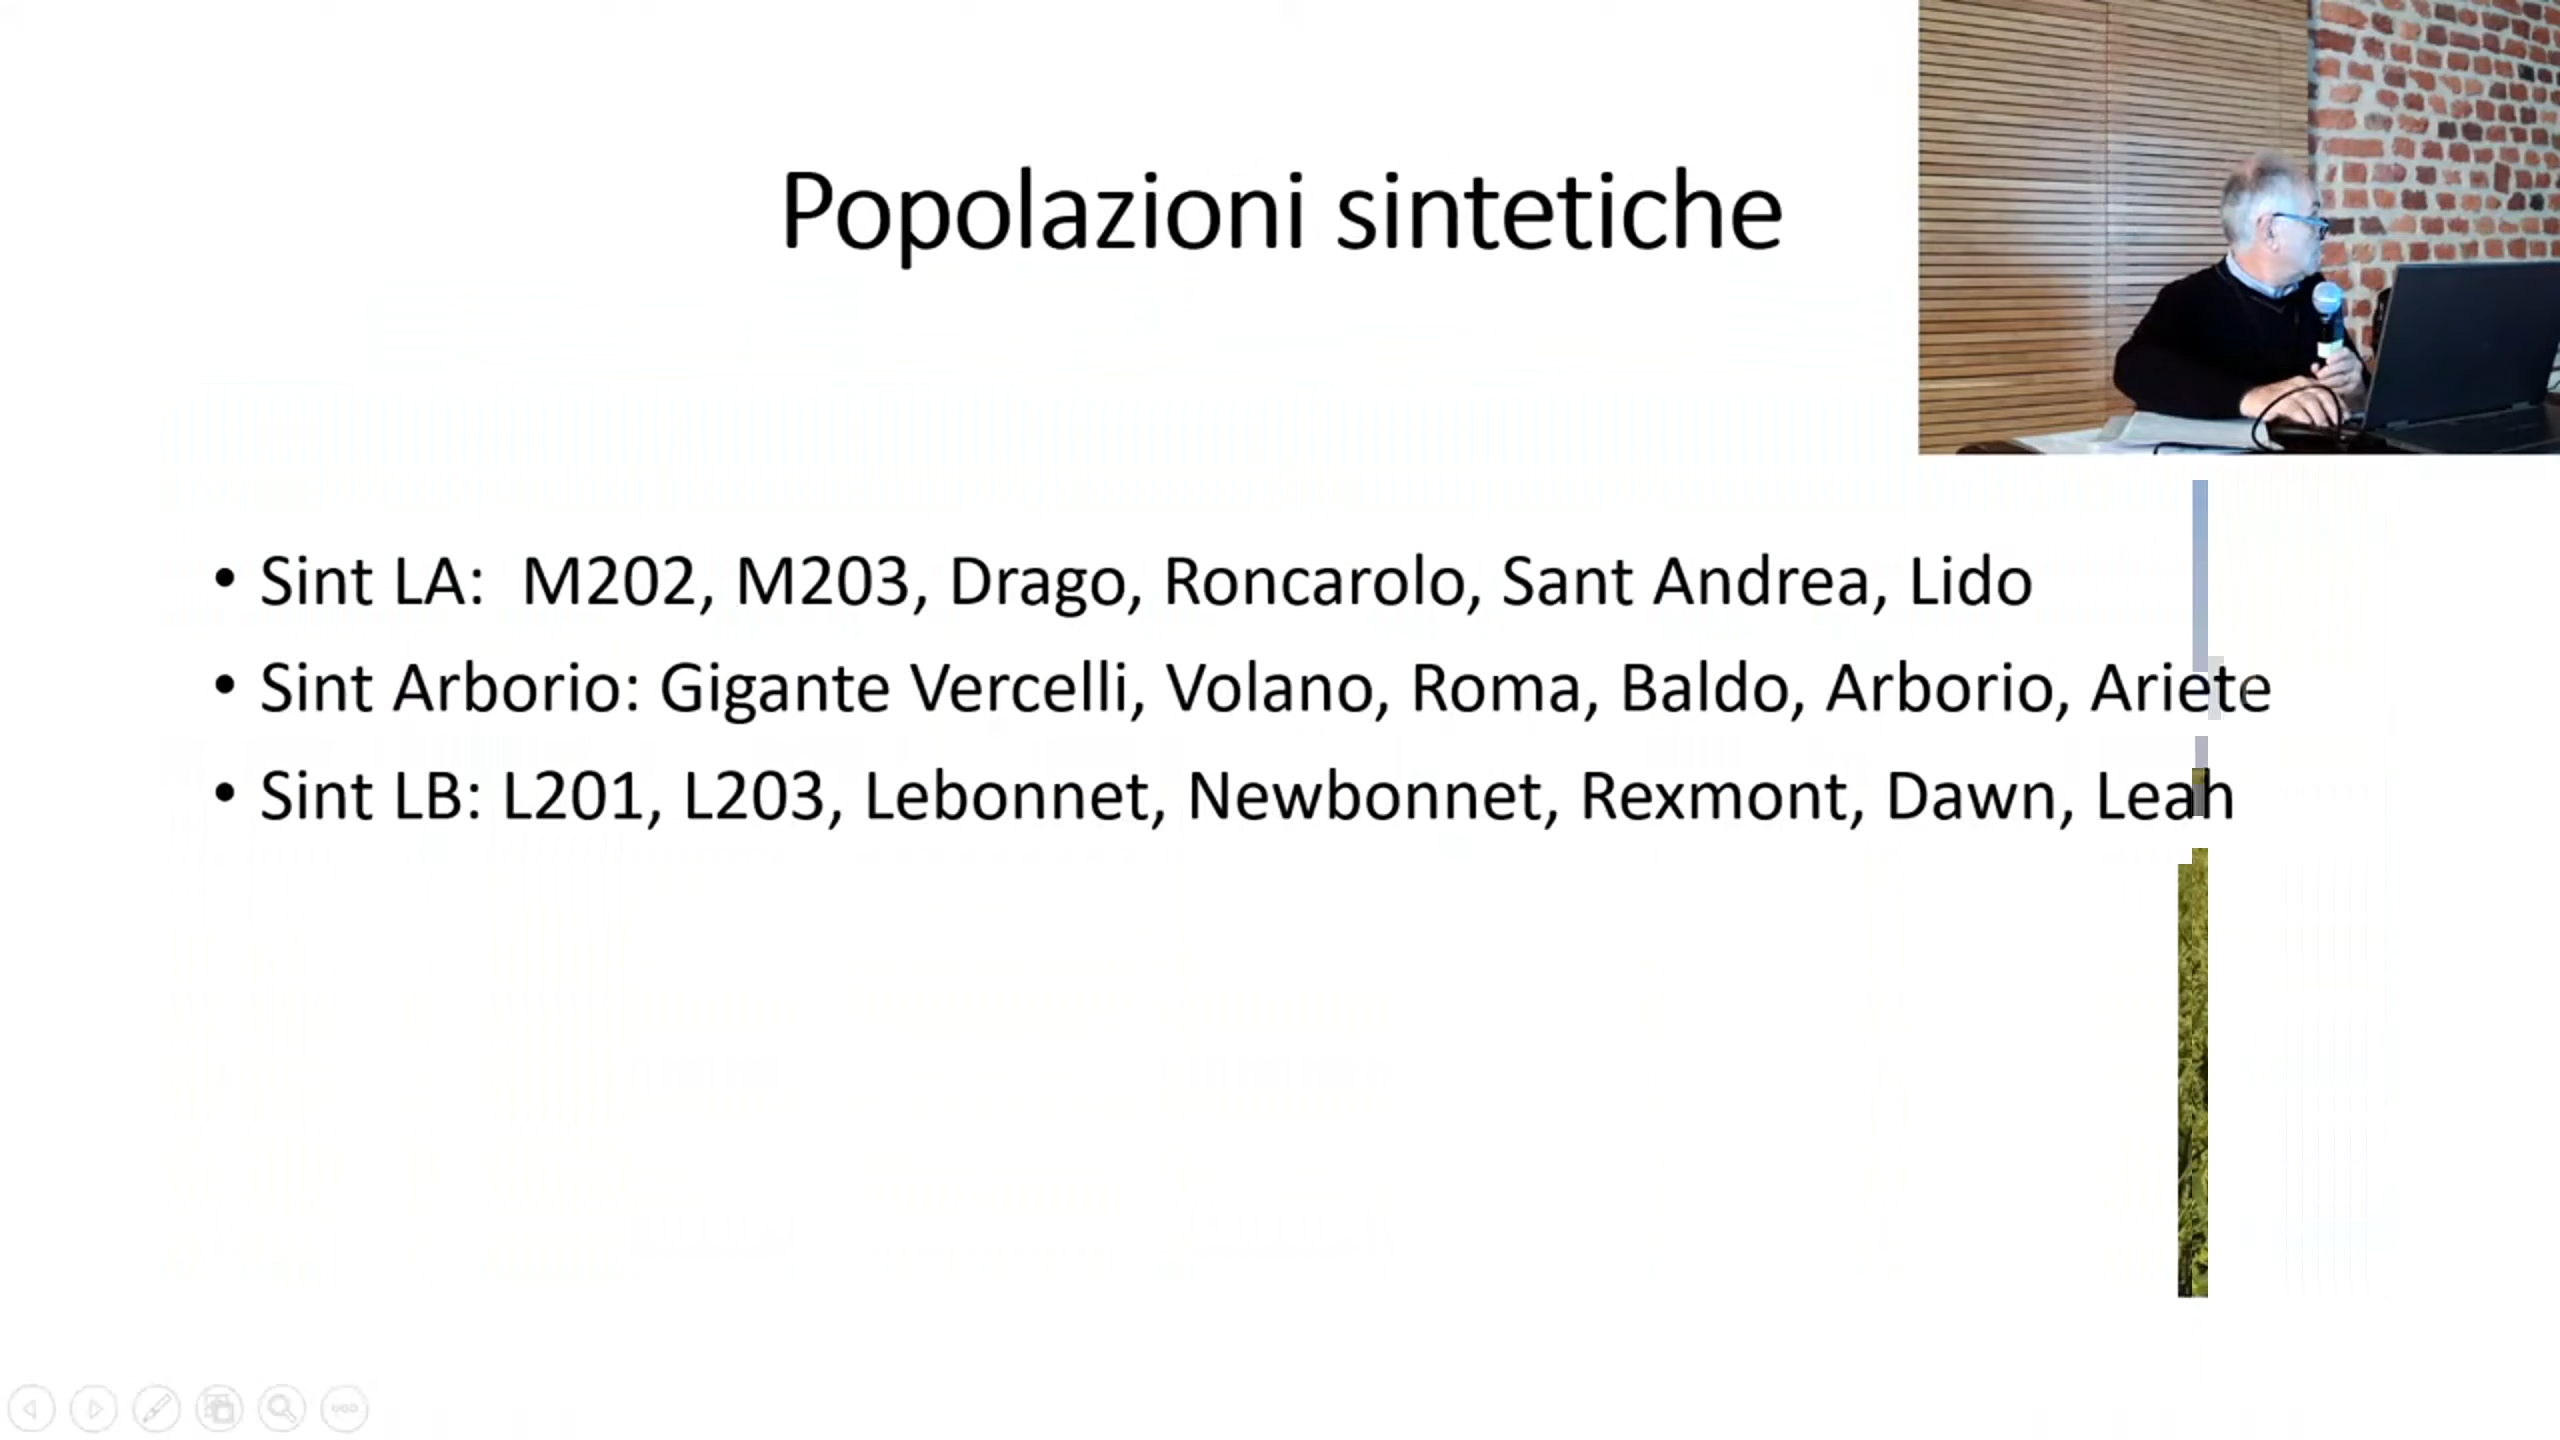 Popolazioni sintetiche
• Sint LA: M202, M203, Drago, Roncarolo, Sant Andrea, Lido
• Sint Arborio: Gigante Vercelli, Volano, Roma, Baldo, Arborio, Ariete
• Sint LB: L201, L203, Lebonnet, Newbonnet, Rexmont, Dawn, Leah